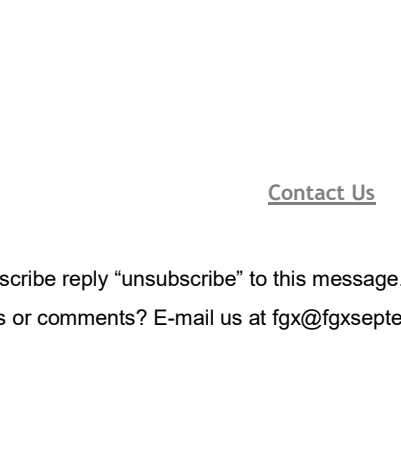 Contact Us
scribe reply “unsubscribe” to this message.
s or comments? E-mail us at fgx@fgxsepte